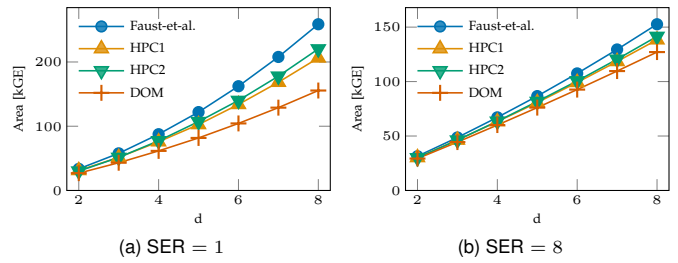 Faust-et-al.
HPC1
HPC2
DOM
Area [kGE]
200
100
0
2 4 6 8
d
(a) SER = 1
Faust-et-al.
HPC1
HPC2
DOM
Area [kGE]
150
100
50
0
2 4 6 8
d
(b) SER = 8